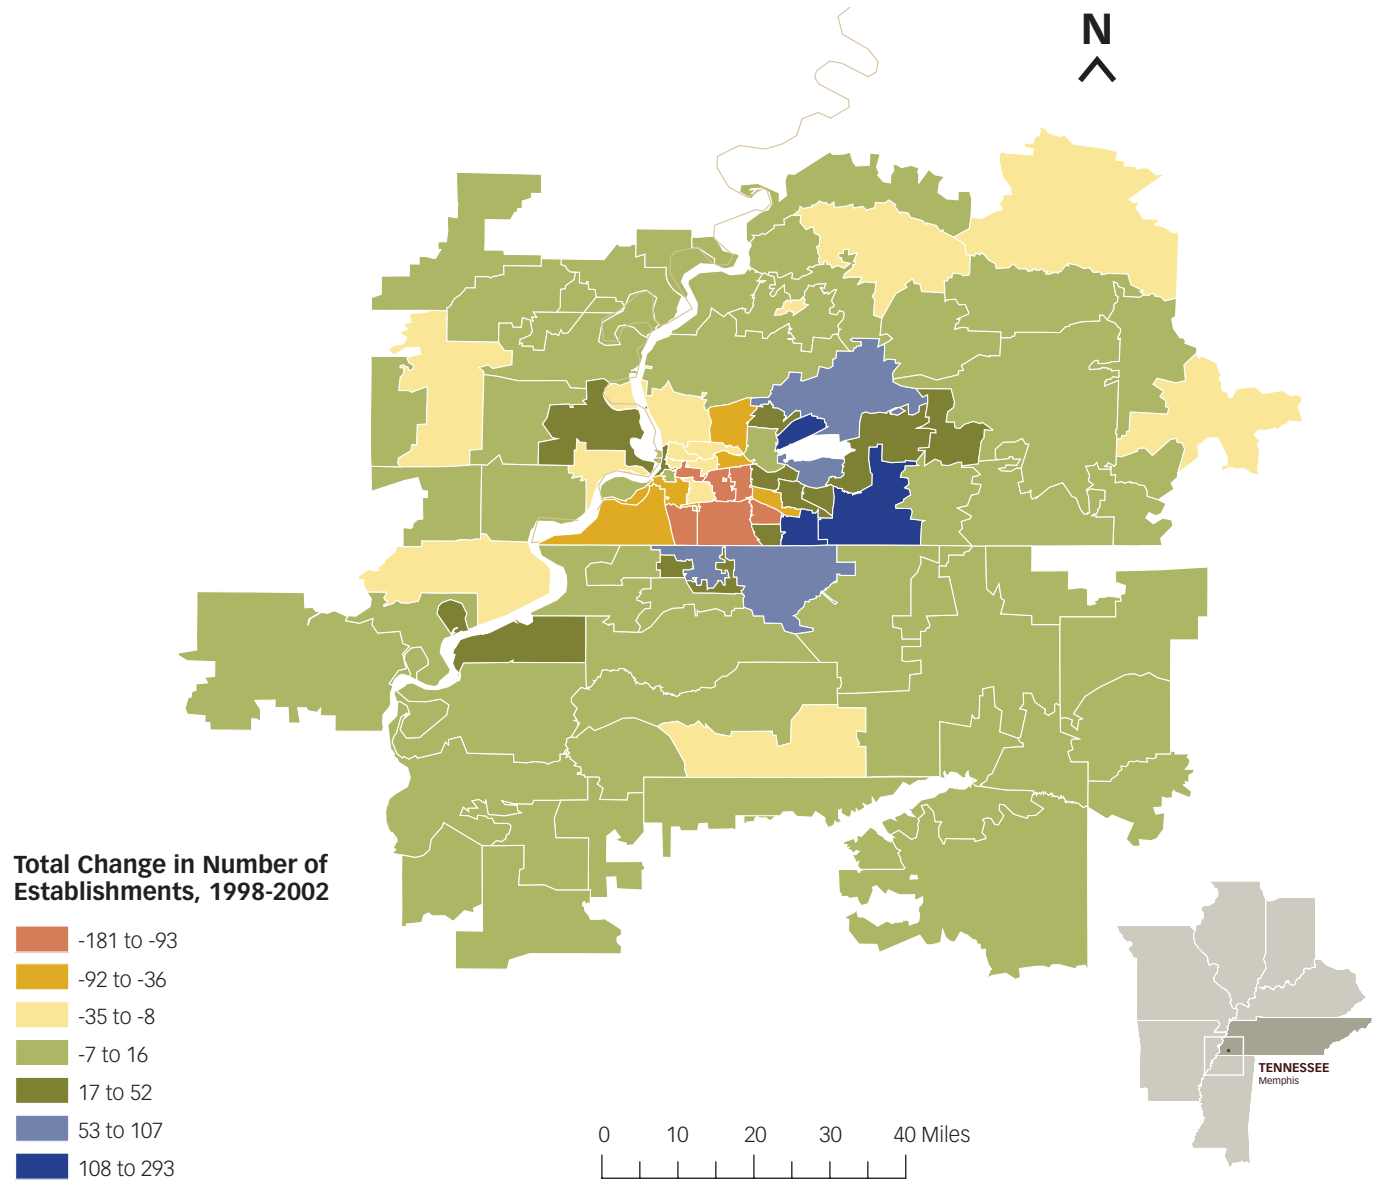 N
Total Change in Number of
Establishments, 1998-2002
-181 to -93
-92 to -36
-35 to -8
-7 to 16
17 to 52
53 to 107
108 to 293
0 10 20 30 40 Miles
TENNESSEE
Memphis